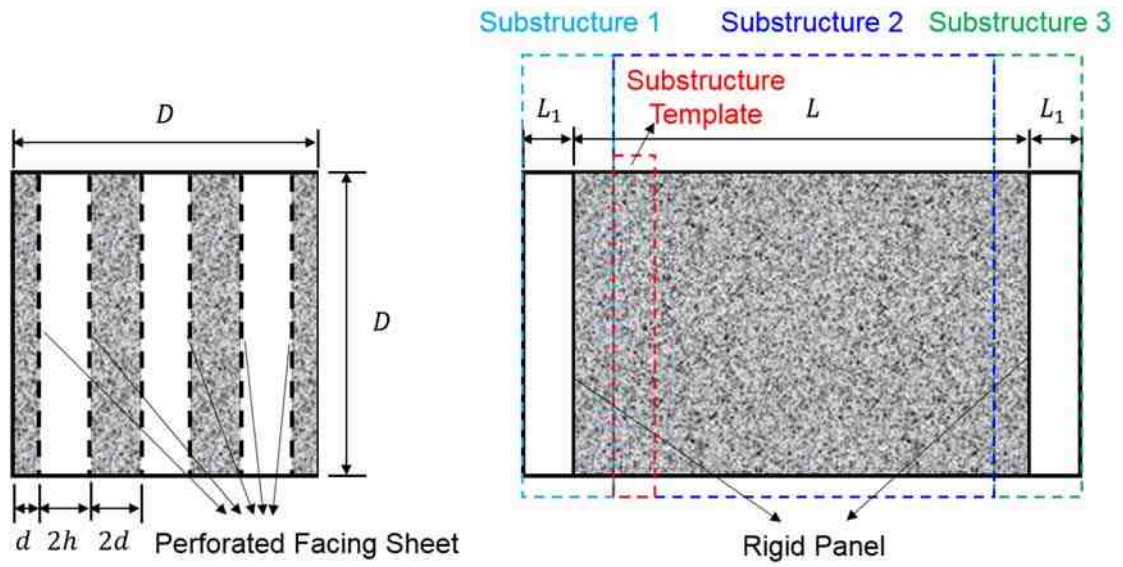 Substructure 1 Substructure 2 Substructure 3
Substructure
Template
D
L₁ L L₁
D
d 2h 2d
Perforated Facing Sheet
Rigid Panel